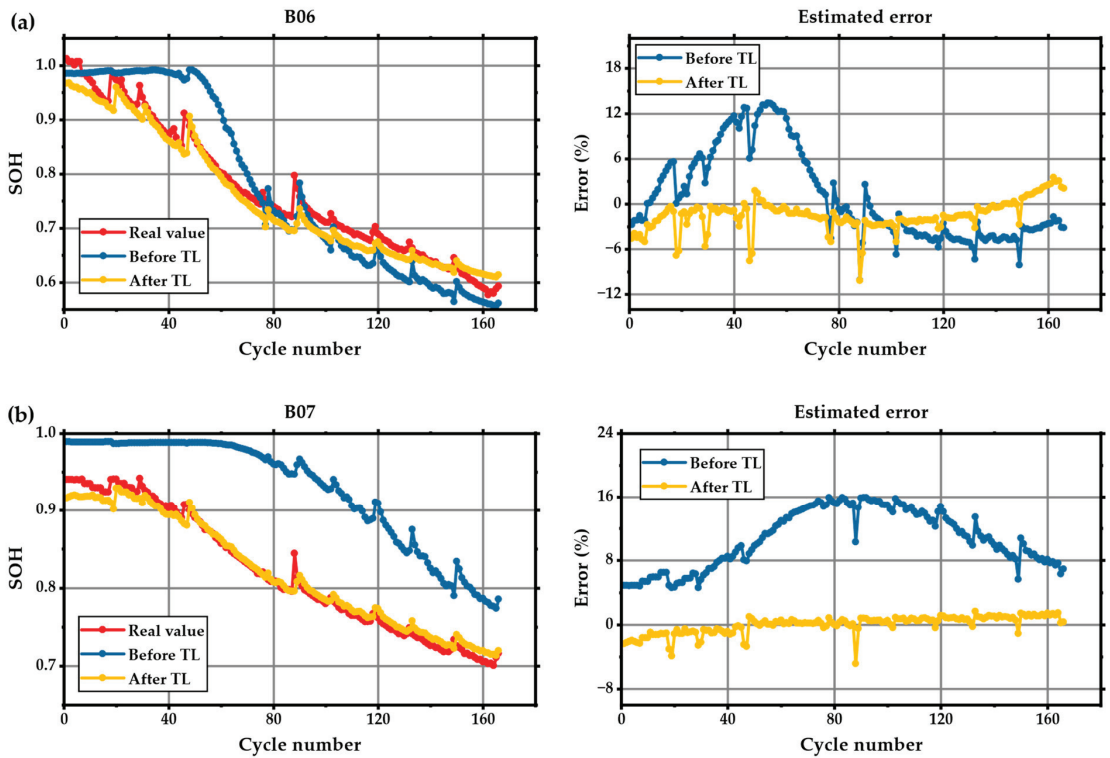 (a)
B06
SOH
1.0
0.9
0.8
0.7
0.6
Real value
Before TL
After TL
0
40
80
120
160
Cycle number
Estimated error
Error (%)
12
6
0
−6
−12
Before TL
After TL
0
40
80
120
160
Cycle number
(b)
B07
SOH
1.0
0.9
0.8
0.7
Real value
Before TL
After TL
0
40
80
120
160
Cycle number
Estimated error
Error (%)
24
16
8
0
−8
Before TL
After TL
0
40
80
120
160
Cycle number